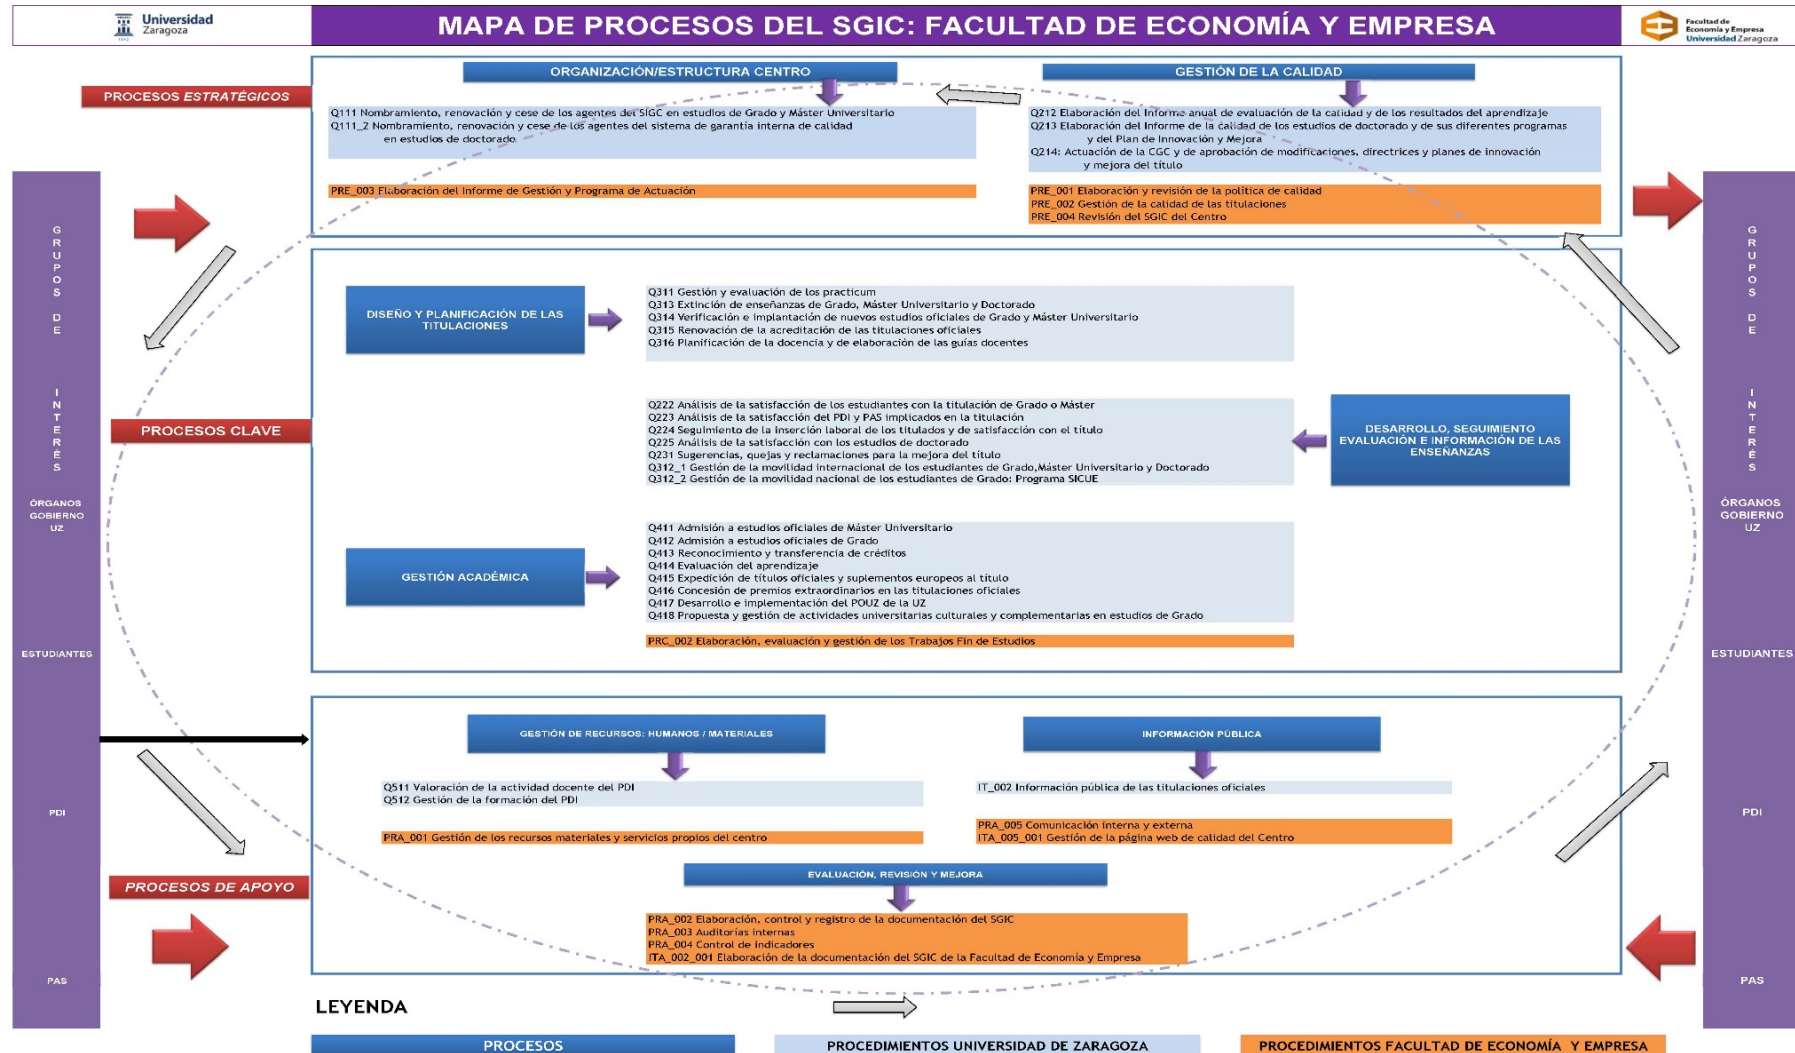 Universidad
Zaragoza
1542
MAPA DE PROCESOS DEL SGIC: FACULTAD DE ECONOMÍA Y EMPRESA
Facultad de
Economía y Empresa
Universidad Zaragoza
PROCESOS ESTRATÉGICOS
ORGANIZACIÓN/ESTRUCTURA CENTRO
Q111 Nombramiento, renovación y cese de los agentes del SIGC en estudios de Grado y Máster Universitario
Q111_2 Nombramiento, renovación y cese de los agentes del sistema de garantía interna de calidad
en estudios de doctorado
PRE_003 Elaboración del Informe de Gestión y Programa de Actuación
GESTIÓN DE LA CALIDAD
Q212 Elaboración del Informe anual de evaluación de la calidad y de los resultados del aprendizaje
Q213 Elaboración del Informe de la calidad de los estudios de doctorado y de sus diferentes programas
y del Plan de Innovación y Mejora
Q214: Actuación de la CGC y de aprobación de modificaciones, directrices y planes de innovación
y mejora del título
PRE_001 Elaboración y revisión de la política de calidad
PRE_002 Gestión de la calidad de las titulaciones
PRE_004 Revisión del SGIC del Centro
GRUPOS DE INTERÉS
ÓRGANOS
GOBIERNO
UZ
ESTUDIANTES
PDI
PAS
PROCESOS CLAVE
DISEÑO Y PLANIFICACIÓN DE LAS
TITULACIONES
Q311 Gestión y evaluación de los practicum
Q313 Extinción de enseñanzas de Grado, Máster Universitario y Doctorado
Q314 Verificación e implantación de nuevos estudios oficiales de Grado y Máster Universitario
Q315 Renovación de la acreditación de las titulaciones oficiales
Q316 Planificación de la docencia y de elaboración de las guías docentes
Q222 Análisis de la satisfacción de los estudiantes con la titulación de Grado o Máster
Q223 Análisis de la satisfacción del PDI y PAS implicados en la titulación
Q224 Seguimiento de la inserción laboral de los titulados y de satisfacción con el título
Q225 Análisis de la satisfacción con los estudios de doctorado
Q231 Sugerencias, quejas y reclamaciones para la mejora del título
Q312_1 Gestión de la movilidad internacional de los estudiantes de Grado,Máster Universitario y Doctorado
Q312_2 Gestión de la movilidad nacional de los estudiantes de Grado: Programa SICUE
DESARROLLO, SEGUIMIENTO
EVALUACIÓN E INFORMACIÓN DE LAS
ENSEÑANZAS
GESTIÓN ACADÉMICA
Q411 Admisión a estudios oficiales de Máster Universitario
Q412 Admisión a estudios oficiales de Grado
Q413 Reconocimiento y transferencia de créditos
Q414 Evaluación del aprendizaje
Q415 Expedición de títulos oficiales y suplementos europeos al título
Q416 Concesión de premios extraordinarios en las titulaciones oficiales
Q417 Desarrollo e implementación del POUZ de la UZ
Q418 Propuesta y gestión de actividades universitarias culturales y complementarias en estudios de Grado
PRC_002 Elaboración, evaluación y gestión de los Trabajos Fin de Estudios
GRUPOS DE INTERÉS
ÓRGANOS
GOBIERNO
UZ
ESTUDIANTES
PDI
PAS
PROCESOS DE APOYO
GESTIÓN DE RECURSOS: HUMANOS / MATERIALES
Q511 Valoración de la actividad docente del PDI
Q512 Gestión de la formación del PDI
PRA_001 Gestión de los recursos materiales y servicios propios del centro
INFORMACIÓN PÚBLICA
IT_002 Información pública de las titulaciones oficiales
PRA_005 Comunicación interna y externa
ITA_005_001 Gestión de la página web de calidad del Centro
EVALUACIÓN, REVISIÓN Y MEJORA
PRA_002 Elaboración, control y registro de la documentación del SGIC
PRA_003 Auditorías internas
PRA_004 Control de indicadores
ITA_002_001 Elaboración de la documentación del SGIC de la Facultad de Economía y Empresa
LEYENDA
PROCESOS
PROCEDIMIENTOS UNIVERSIDAD DE ZARAGOZA
PROCEDIMIENTOS FACULTAD DE ECONOMÍA Y EMPRESA